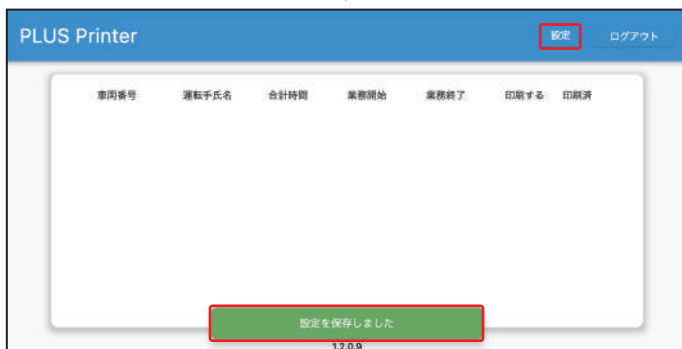 PLUS Printer 設定 ログアウト
車両番号 運転手氏名 合計時間 業務開始 業務終了 印刷する 印刷済
設定を保存しました
1.2.0.9